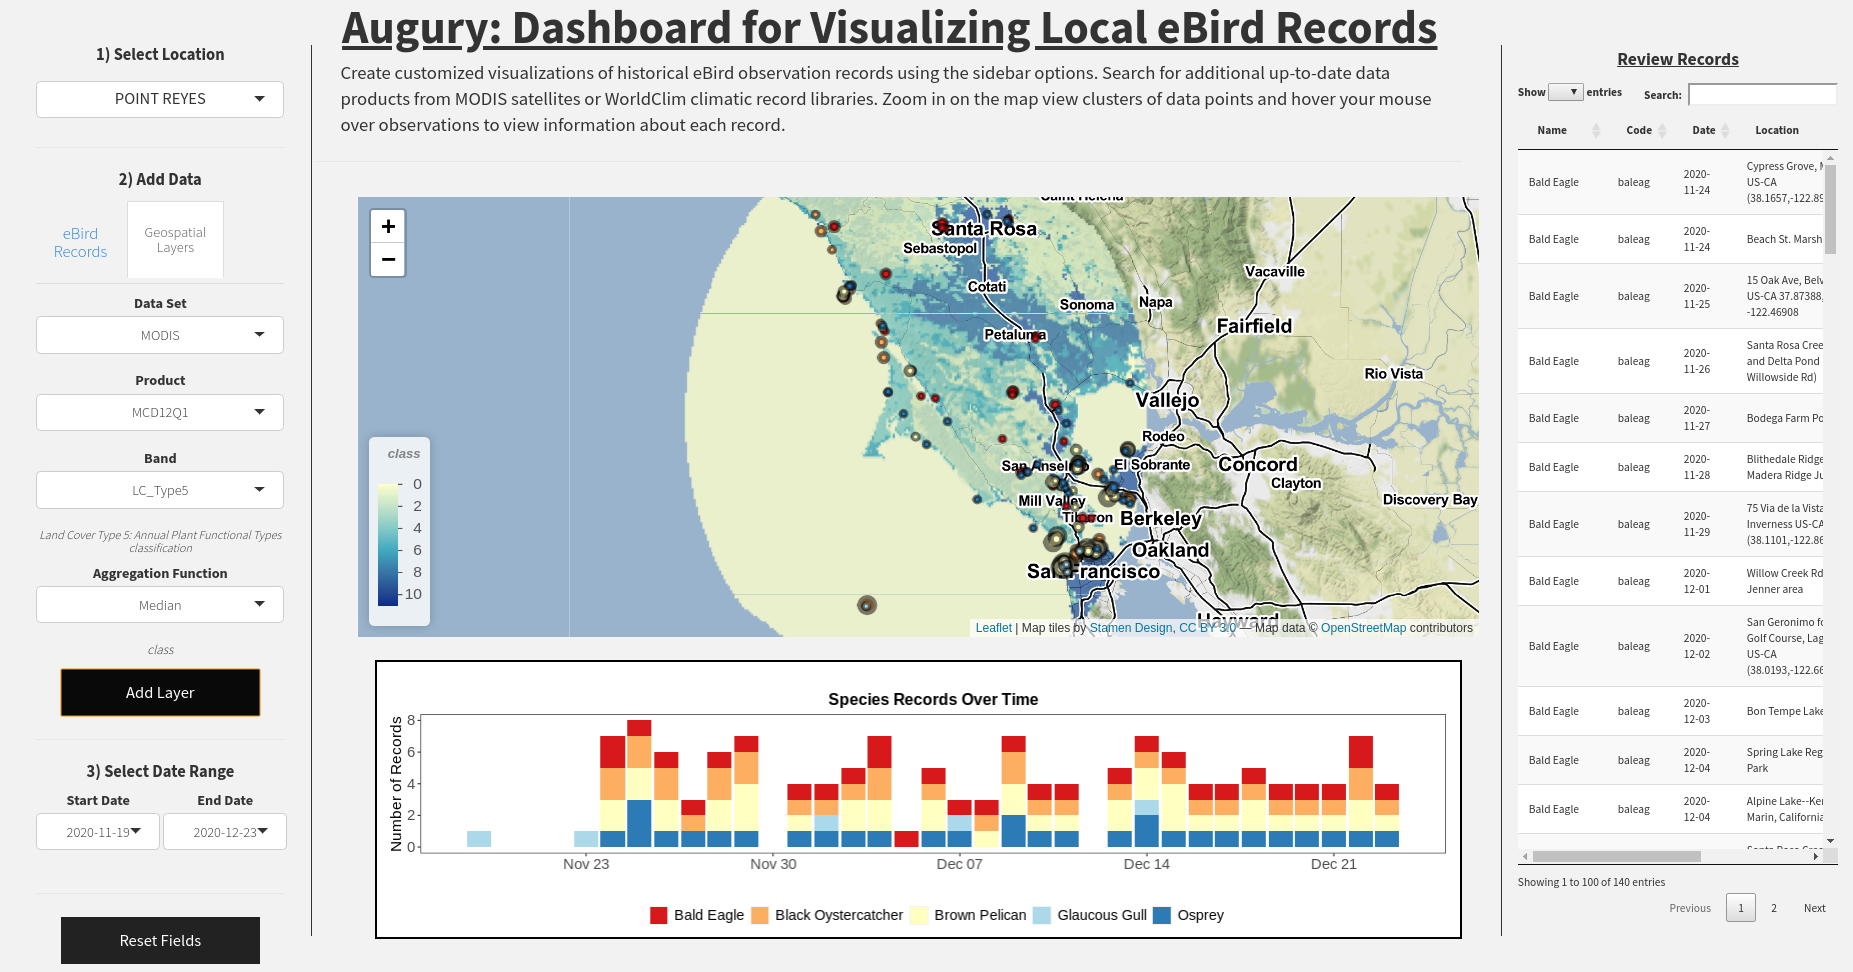 Augury: Dashboard for Visualizing Local eBird Records
Create customized visualizations of historical eBird observation records using the sidebar options. Search for additional up-to-date data
products from MODIS satellites or WorldClim climatic record libraries. Zoom in on the map view clusters of data points and hover your mouse
over observations to view information about each record.
1) Select Location
POINT REYES
2) Add Data
eBird
Records
Geospatial
Layers
Data Set
MODIS
Product
MCD12Q1
Band
LC_Type5
Land Cover Type 5: Annual Plant Functional Types
classification
Aggregation Function
Median
class
Add Layer
3) Select Date Range
Start Date
End Date
2020-11-19
2020-12-23
Reset Fields
+
−
Saint Helena
Santa Rosa
Sebastopol
Vacaville
Cotati
Sonoma
Napa
Fairfield
Petaluma
Rio Vista
Vallejo
Rodeo
San Anselmo
El Sobrante
Concord
Clayton
Mill Valley
Discovery Bay
Tiburon
Berkeley
Oakland
San Francisco
Hayward
class
0
2
4
6
8
10
Leaflet | Map tiles by Stamen Design, CC BY 3.0 — Map data © OpenStreetMap contributors
Species Records Over Time
Number of Records
8
6
4
2
0
Nov 23
Nov 30
Dec 07
Dec 14
Dec 21
Bald Eagle
Black Oystercatcher
Brown Pelican
Glaucous Gull
Osprey
Review Records
Show entries
Search:
Name Code Date Location
Bald Eagle baleag 2020-11-24 Cypress Grove,
US-CA
(38.1657,-122.89
Bald Eagle baleag 2020-11-24 Beach St. Marsh
Bald Eagle baleag 2020-11-25 15 Oak Ave, Belv
US-CA 37.87388,
-122.46908
Bald Eagle baleag 2020-11-26 Santa Rosa Cree
and Delta Pond
Willowside Rd)
Bald Eagle baleag 2020-11-27 Bodega Farm Po
Bald Eagle baleag 2020-11-28 Blithedale Ridge
Madera Ridge Ju
Bald Eagle baleag 2020-11-29 75 Via de la Vista
Inverness US-CA
(38.1101,-122.86
Bald Eagle baleag 2020-12-01 Willow Creek Rd
Jenner area
Bald Eagle baleag 2020-12-02 San Geronimo fo
Golf Course, Lag
US-CA
(38.0193,-122.66
Bald Eagle baleag 2020-12-03 Bon Tempe Lake
Bald Eagle baleag 2020-12-04 Spring Lake Reg
Park
Bald Eagle baleag 2020-12-04 Alpine Lake--Ken
Marin, California
Showing 1 to 100 of 140 entries
Previous
1
2
Next